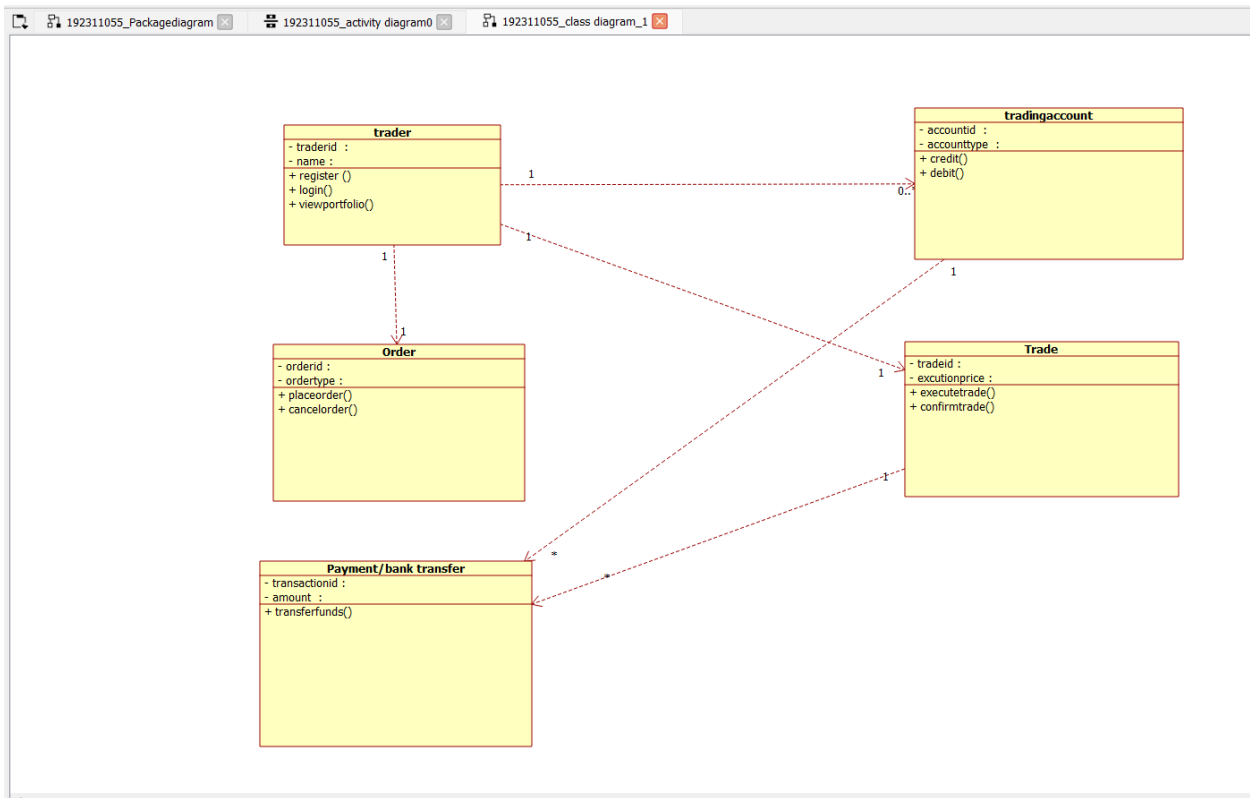 192311055_Packagediagram
192311055_activity diagram0
192311055_class diagram_1
trader
- traderid :
- name :
+ register ()
+ login()
+ viewportfolio()
tradingaccount
- accountid :
- accounttype :
+ credit()
+ debit()
1
0..*
1
1
1
1
Order
- orderid :
- ordertype :
+ placeorder()
+ cancelorder()
Trade
- tradeid :
- excutionprice :
+ executetrade()
+ confirmtrade()
1
1
*
1
*
Payment/bank transfer
- transactionid :
- amount :
+ transferfunds()